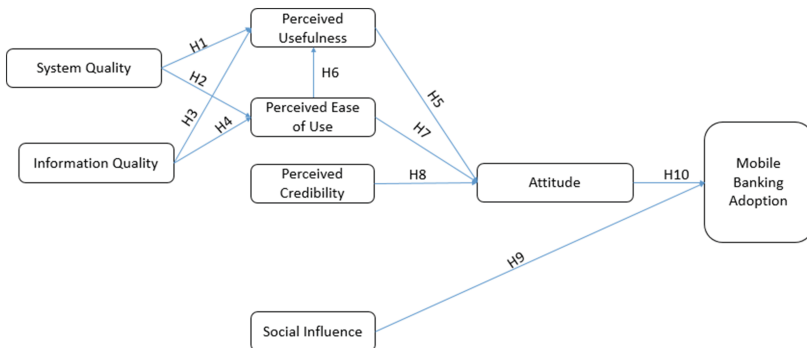 Perceived
Usefulness
H1
System Quality
H2
H6
H5
H3
Perceived Ease
of Use
H4
H7
Information Quality
Perceived
Credibility
H8
Attitude
H10
Mobile
Banking
Adoption
H9
Social Influence